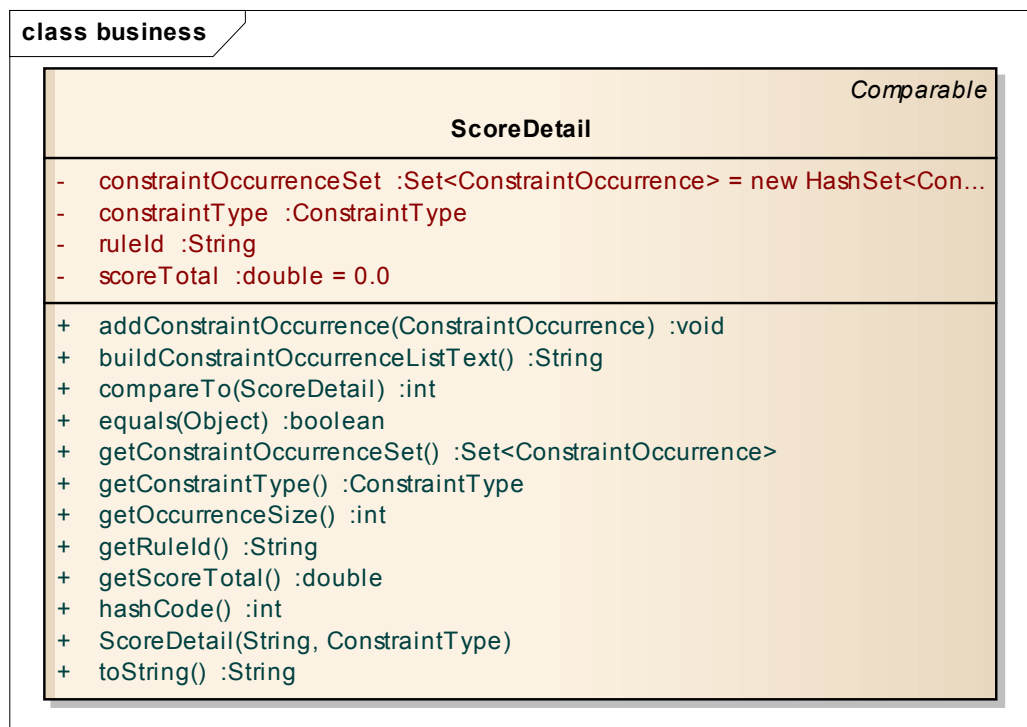 class business
Comparable
ScoreDetail
- constraintOccurrenceSet :Set<ConstraintOccurrence> = new HashSet<Con...
- constraintType :ConstraintType
- ruleId :String
- scoreTotal :double = 0.0
+ addConstraintOccurrence(ConstraintOccurrence) :void
+ buildConstraintOccurrenceListText() :String
+ compareTo(ScoreDetail) :int
+ equals(Object) :boolean
+ getConstraintOccurrenceSet() :Set<ConstraintOccurrence>
+ getConstraintType() :ConstraintType
+ getOccurrenceSize() :int
+ getRuleId() :String
+ getScoreTotal() :double
+ hashCode() :int
+ ScoreDetail(String, ConstraintType)
+ toString() :String